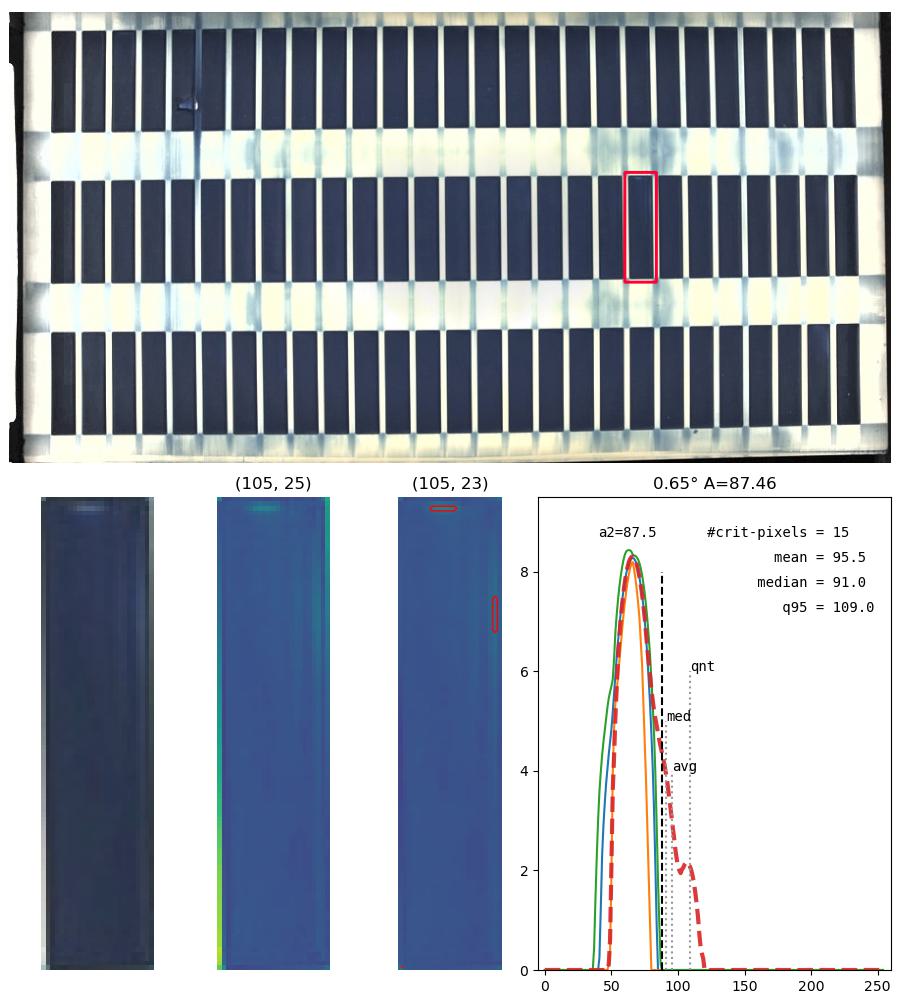 (105, 25)
(105, 23)
0.65° A=87.46
a2=87.5
#crit-pixels = 15
mean = 95.5
median = 91.0
q95 = 109.0
qnt
med
avg
8
6
4
2
0
0 50 100 150 200 250